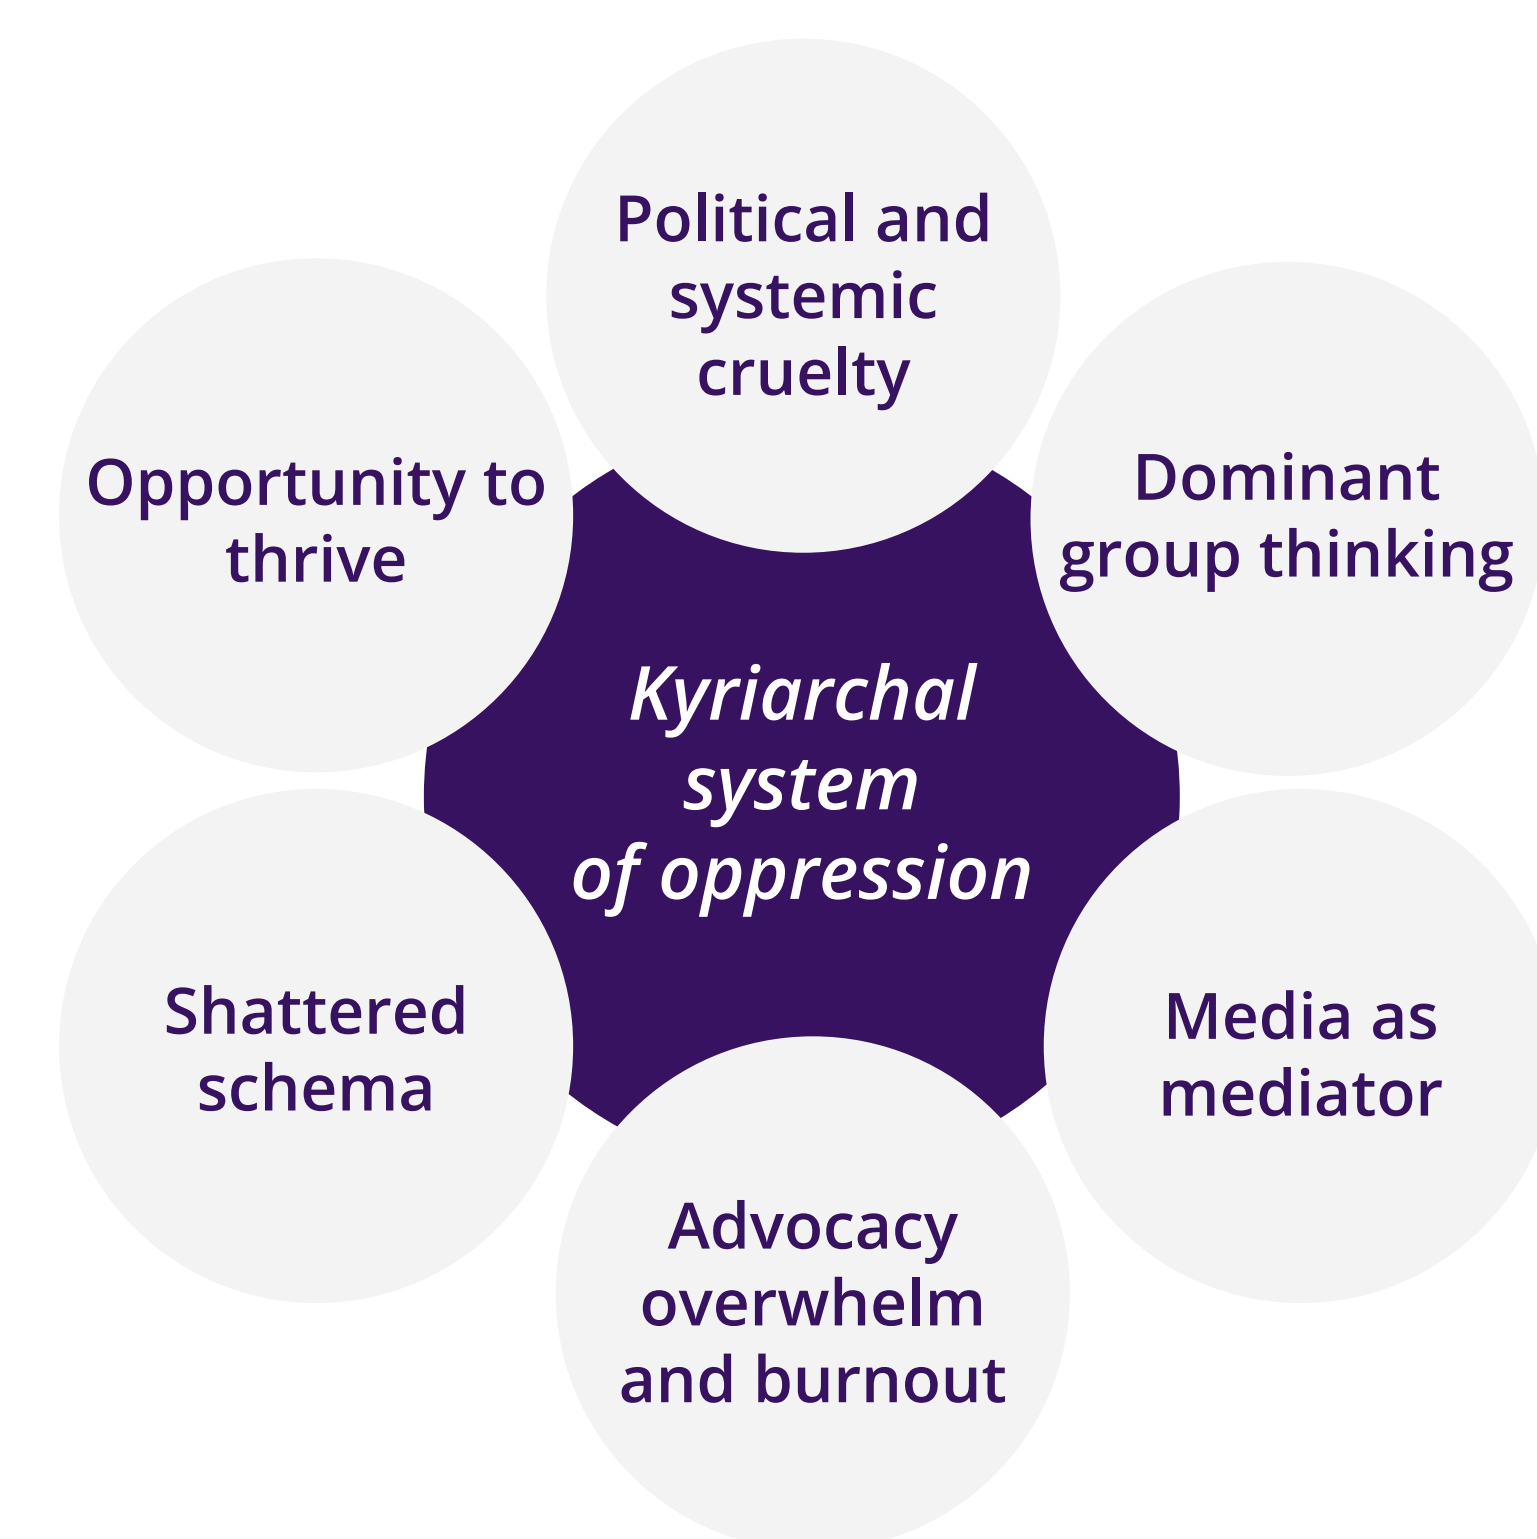 Political and
systemic
cruelty
Opportunity to
thrive
Dominant
group thinking
Kyriarchal
system
of oppression
Shattered
schema
Media as
mediator
Advocacy
overwhelm
and burnout